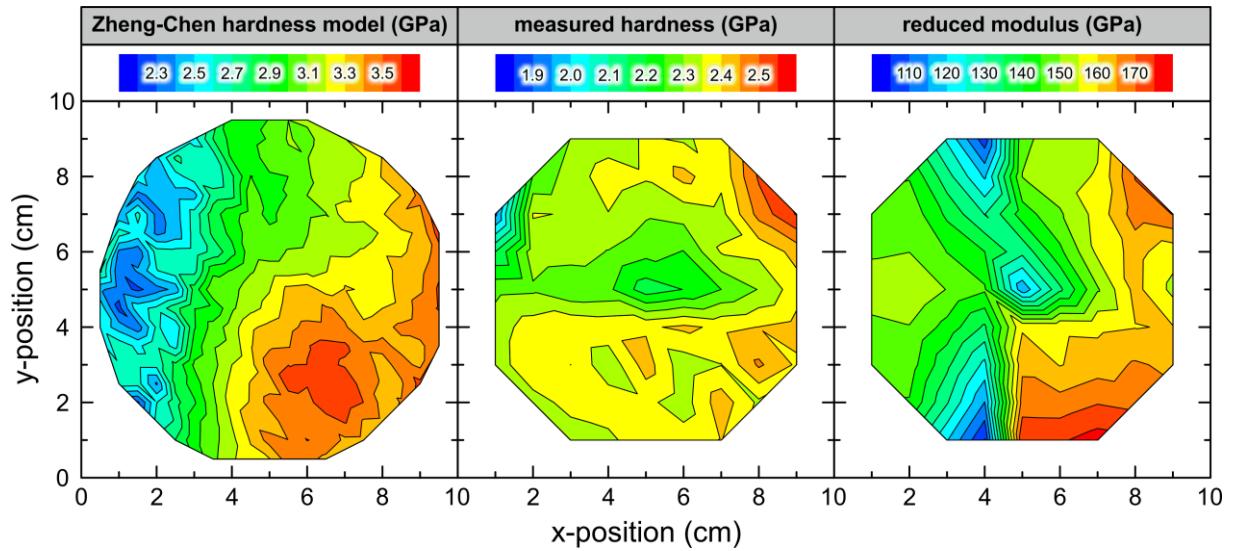 Zheng-Chen hardness model (GPa) measured hardness (GPa) reduced modulus (GPa)
2.3 2.5 2.7 2.9 3.1 3.3 3.5 1.9 2.0 2.1 2.2 2.3 2.4 2.5 110 120 130 140 150 160 170
10
8
6
4
2
0
y-position (cm)
0 2 4 6 8 10 2 4 6 8 10 2 4 6 8 10
x-position (cm)